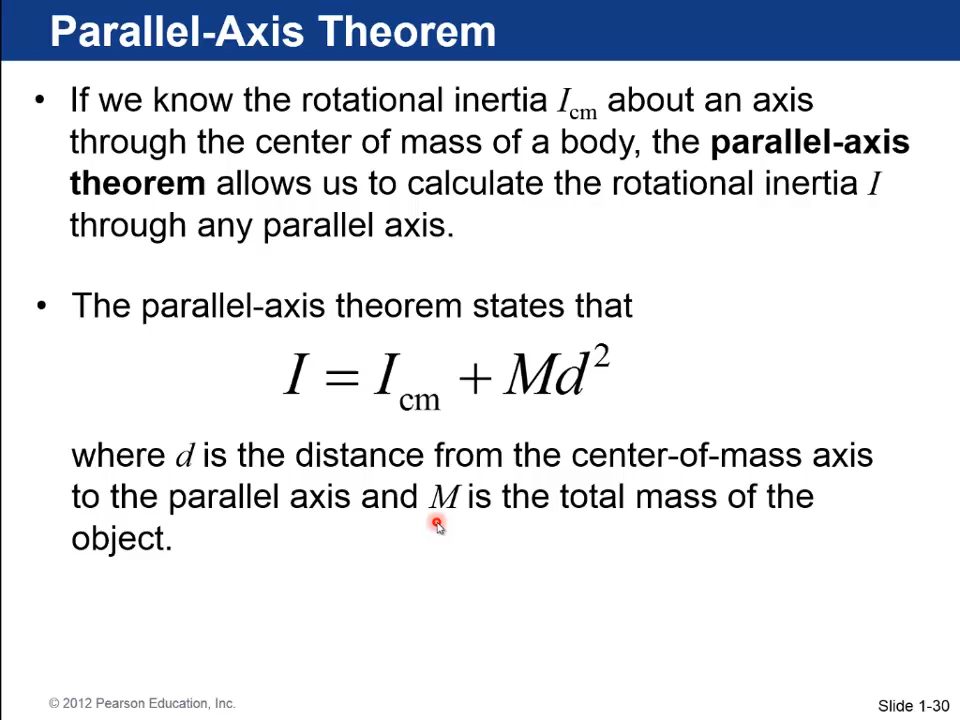 Parallel-Axis Theorem
• If we know the rotational inertia Icm about an axis
through the center of mass of a body, the parallel-axis
theorem allows us to calculate the rotational inertia I
through any parallel axis.
• The parallel-axis theorem states that
I = Icm + Md²
where d is the distance from the center-of-mass axis
to the parallel axis and M is the total mass of the
object.
© 2012 Pearson Education, Inc.
Slide 1-30